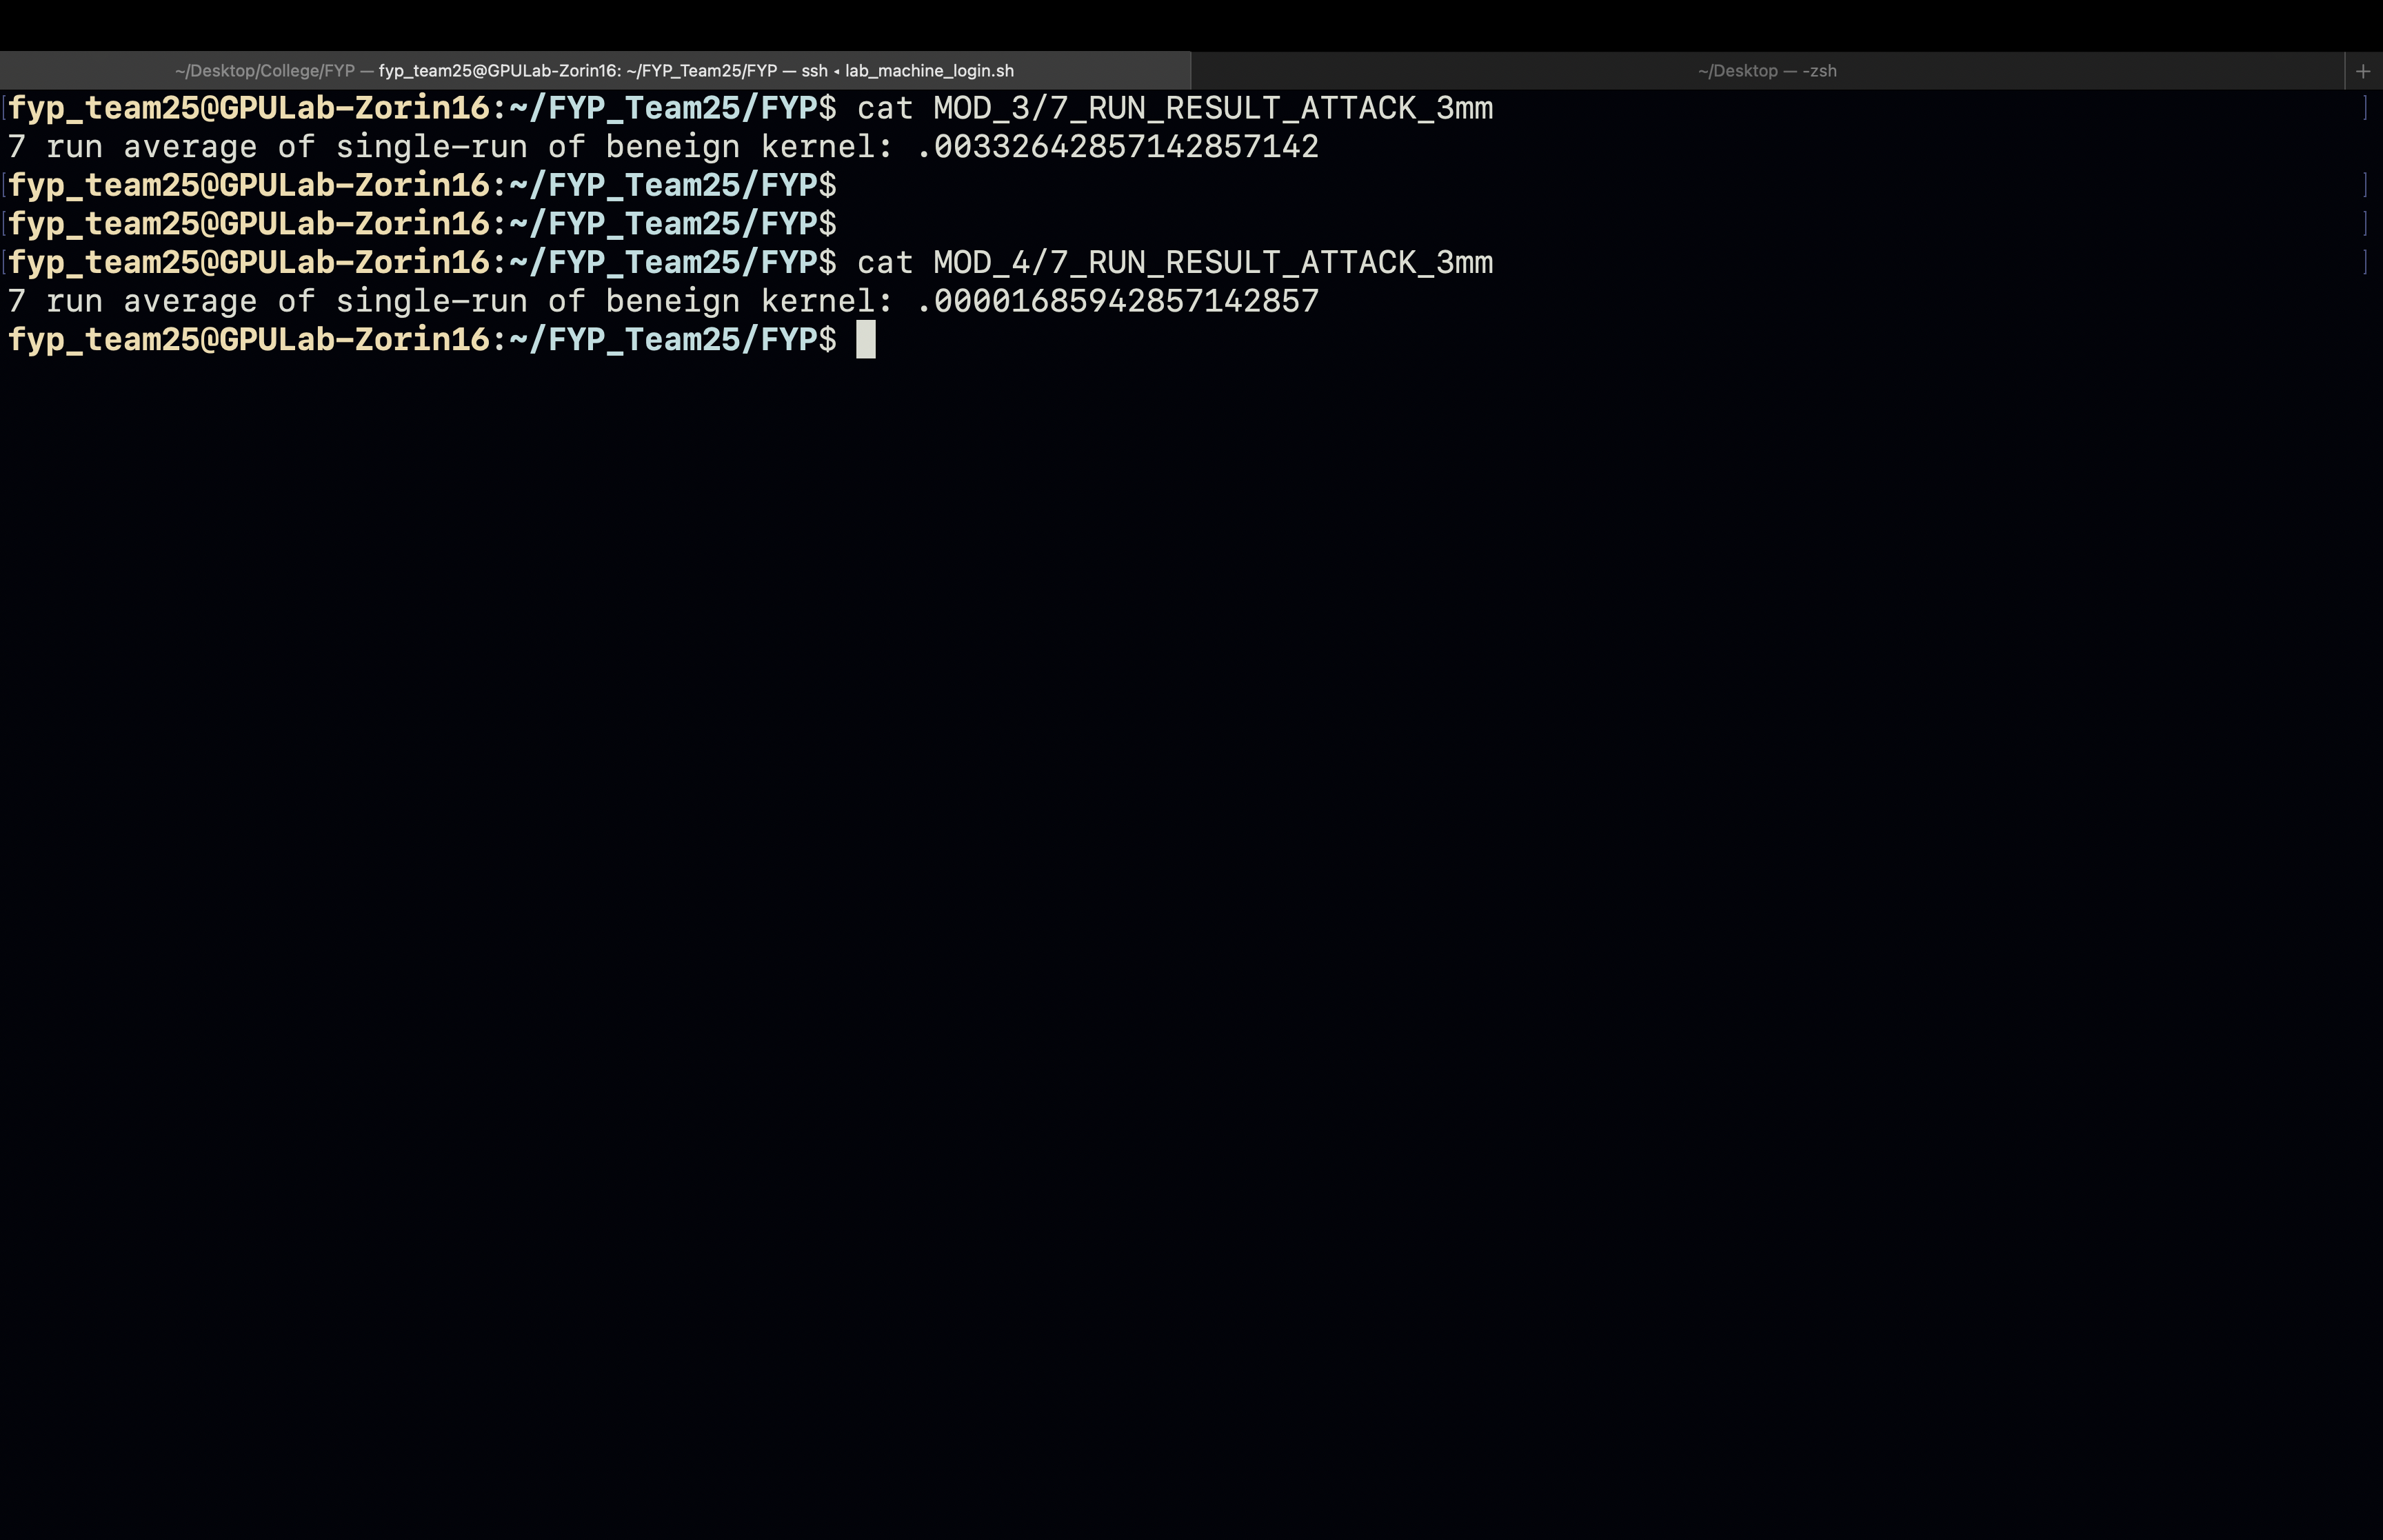 ~/Desktop/College/FYP — fyp_team25@GPULab-Zorin16: ~/FYP_Team25/FYP — ssh ◂ lab_machine_login.sh
~/Desktop — -zsh
+
[fyp_team25@GPULab-Zorin16:~/FYP_Team25/FYP$ cat MOD_3/7_RUN_RESULT_ATTACK_3mm ]
7 run average of single-run of beneign kernel: .00332642857142857142
[fyp_team25@GPULab-Zorin16:~/FYP_Team25/FYP$ ]
[fyp_team25@GPULab-Zorin16:~/FYP_Team25/FYP$ ]
[fyp_team25@GPULab-Zorin16:~/FYP_Team25/FYP$ cat MOD_4/7_RUN_RESULT_ATTACK_3mm ]
7 run average of single-run of beneign kernel: .00001685942857142857
fyp_team25@GPULab-Zorin16:~/FYP_Team25/FYP$